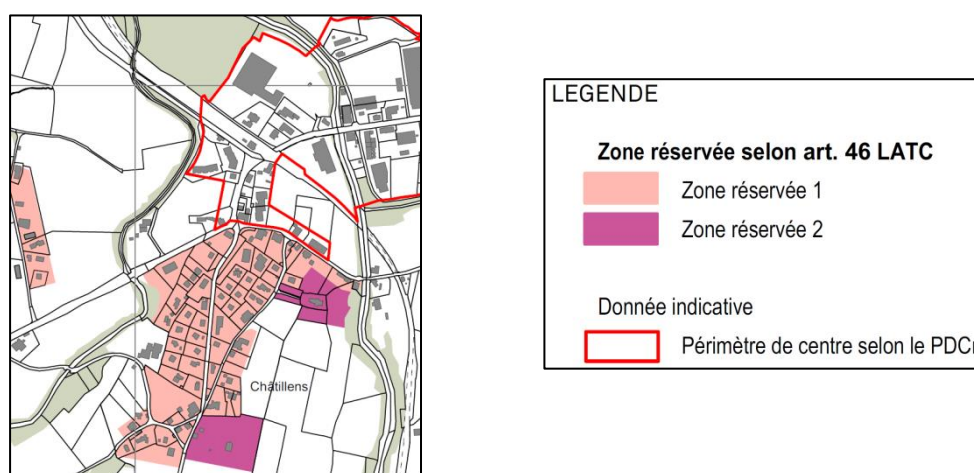 Châtillens
LEGENDE
Zone réservée selon art. 46 LATC
Zone réservée 1
Zone réservée 2
Donnée indicative
Périmètre de centre selon le PDCn